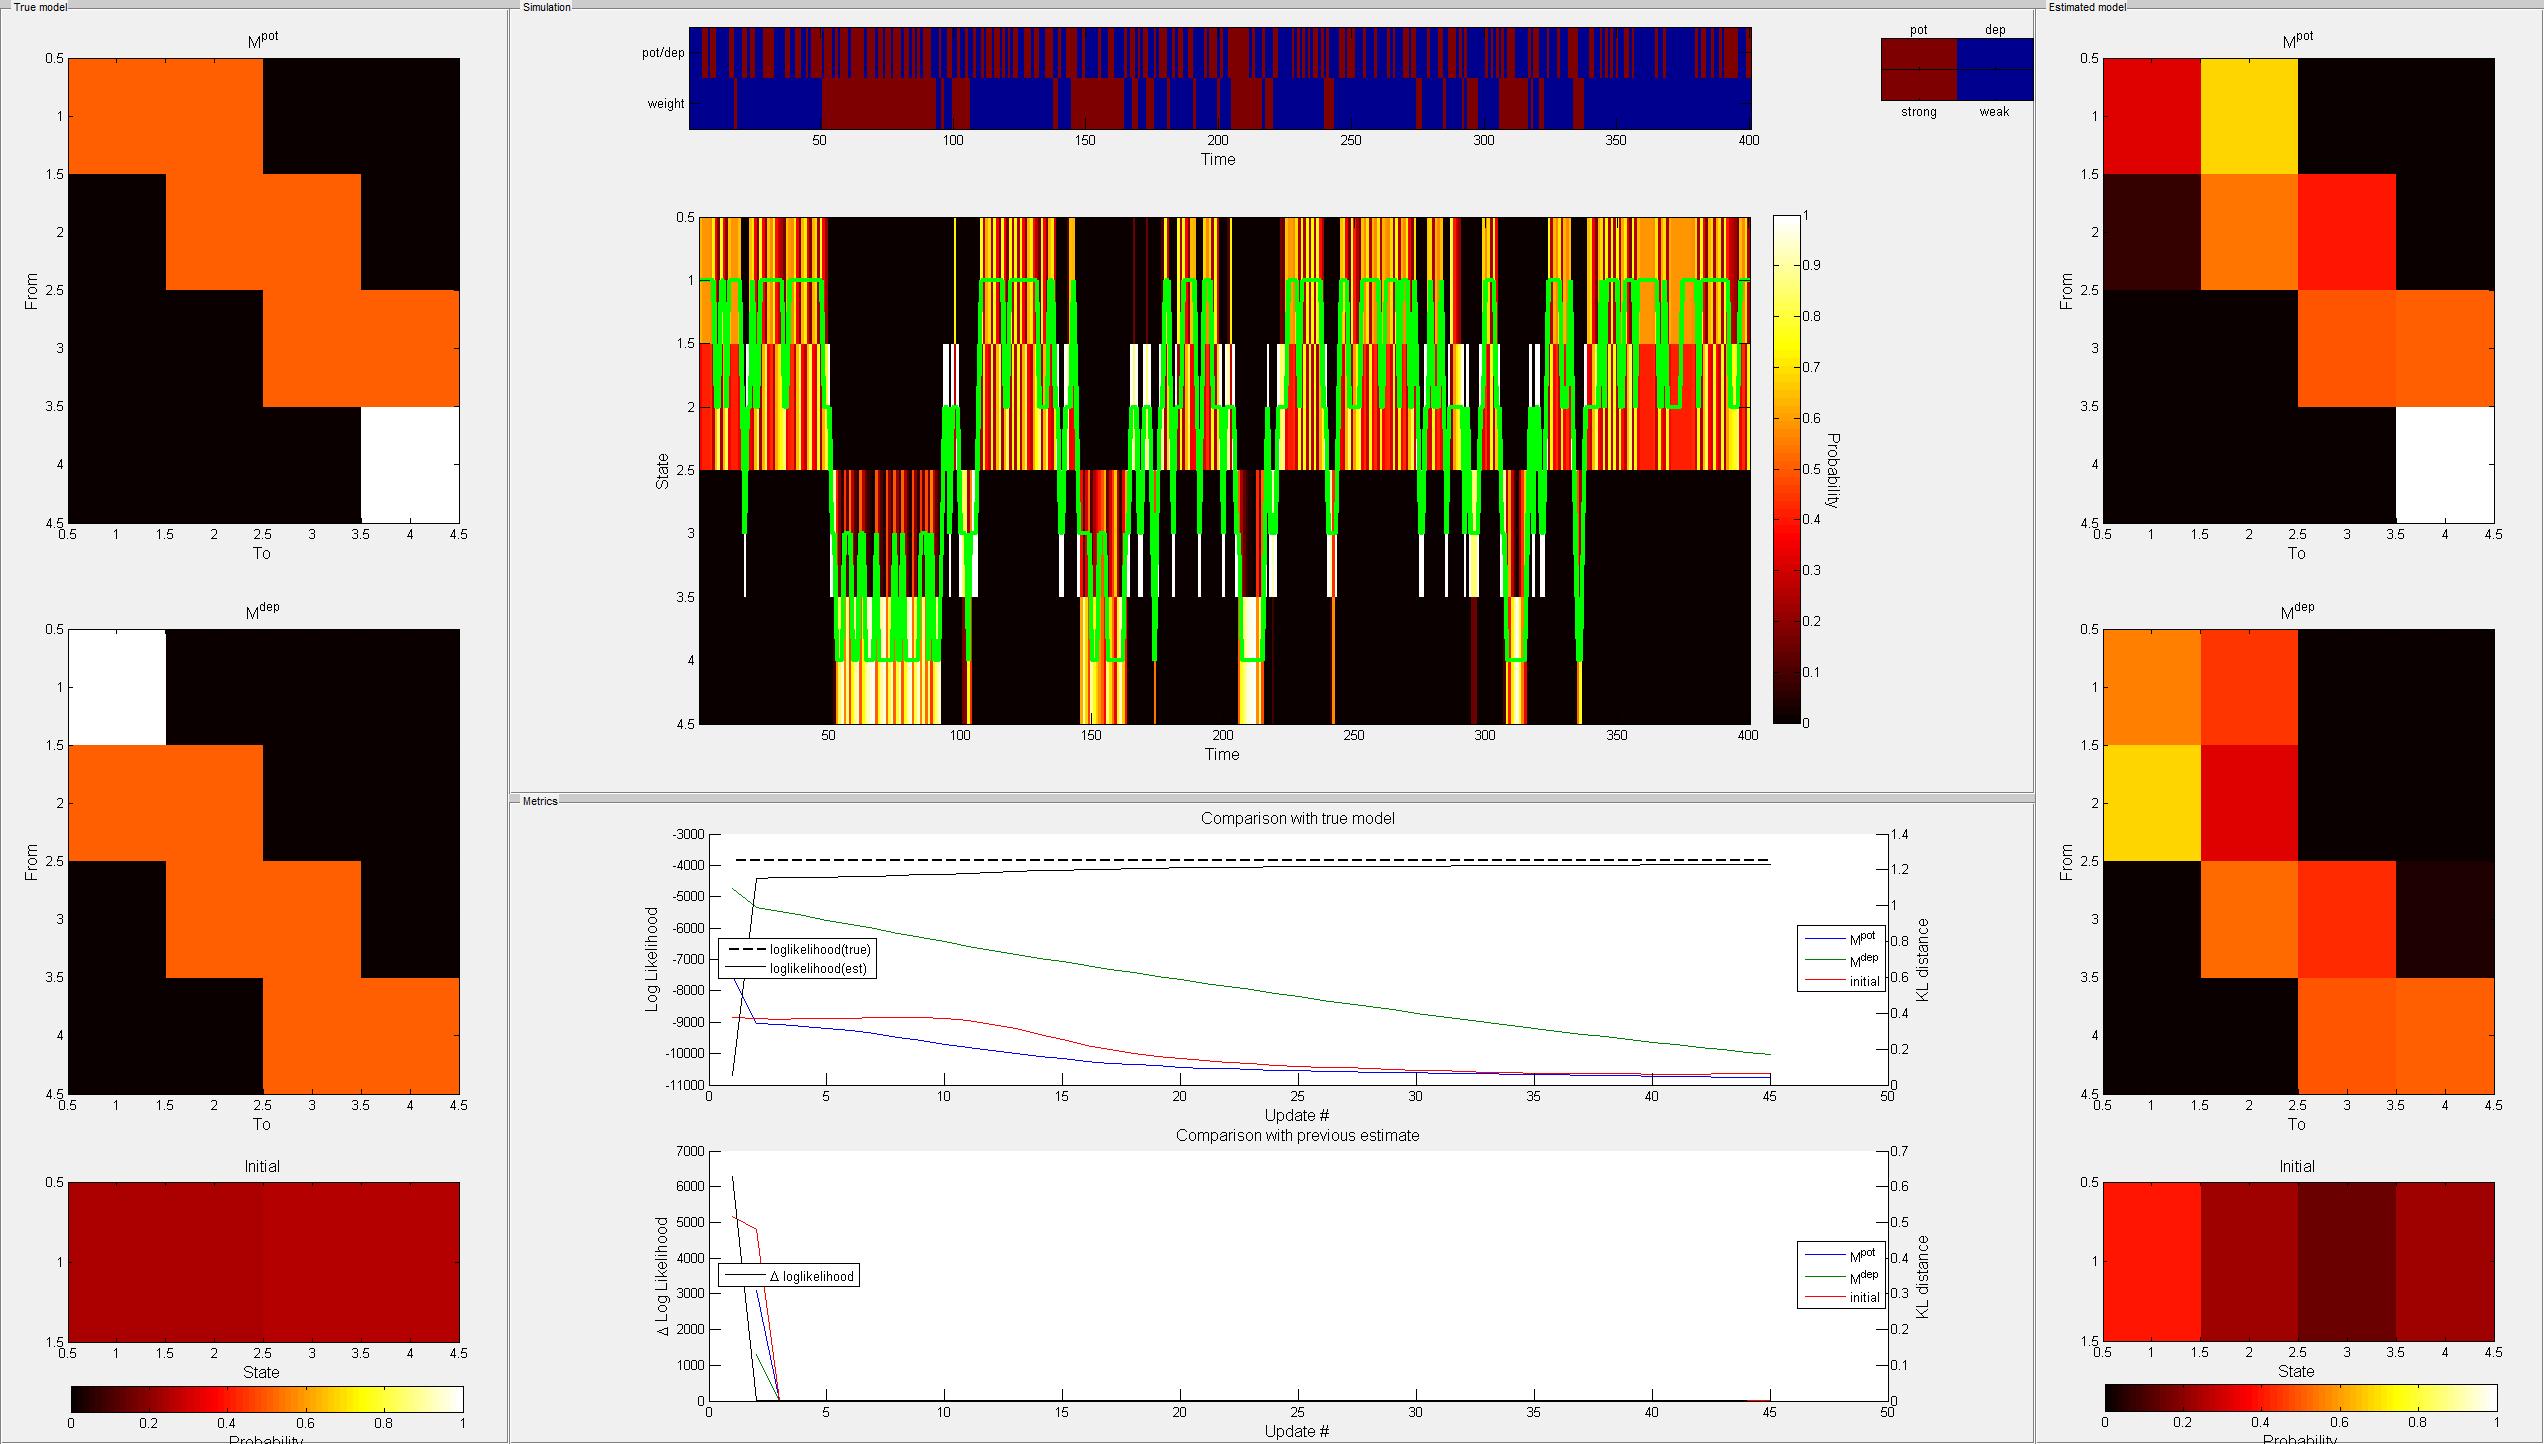 True model
M^pot
0.5
1
1.5
2
2.5
3
3.5
4
4.5
From
0.5 1 1.5 2 2.5 3 3.5 4 4.5
To
M^dep
0.5
1
1.5
2
2.5
3
3.5
4
4.5
From
0.5 1 1.5 2 2.5 3 3.5 4 4.5
To
Initial
0.5
1
1.5
0.5 1 1.5 2 2.5 3 3.5 4 4.5
State
0 0.2 0.4 0.6 0.8 1
Probability
Simulation
pot/dep
weight
50 100 150 200 250 300 350 400
Time
pot dep
strong weak
0.5
1
1.5
2
2.5
3
3.5
4
4.5
State
50 100 150 200 250 300 350 400
Time
1
0.9
0.8
0.7
0.6
0.5
0.4
0.3
0.2
0.1
0
Probability
Metrics
Comparison with true model
-3000
-4000
-5000
-6000
-7000
-8000
-9000
-10000
-11000
Log Likelihood
loglikelihood(true)
loglikelihood(est)
1.4
1.2
1
0.8
0.6
0.4
0.2
0
KL distance
M^pot
M^dep
initial
0 5 10 15 20 25 30 35 40 45 50
Update #
Comparison with previous estimate
7000
6000
5000
4000
3000
2000
1000
0
Δ Log Likelihood
Δ loglikelihood
0.7
0.6
0.5
0.4
0.3
0.2
0.1
0
KL distance
M^pot
M^dep
initial
0 5 10 15 20 25 30 35 40 45 50
Update #
Estimated model
M^pot
0.5
1
1.5
2
2.5
3
3.5
4
4.5
From
0.5 1 1.5 2 2.5 3 3.5 4 4.5
To
M^dep
0.5
1
1.5
2
2.5
3
3.5
4
4.5
From
0.5 1 1.5 2 2.5 3 3.5 4 4.5
To
Initial
0.5
1
1.5
0.5 1 1.5 2 2.5 3 3.5 4 4.5
State
0 0.2 0.4 0.6 0.8 1
Probability